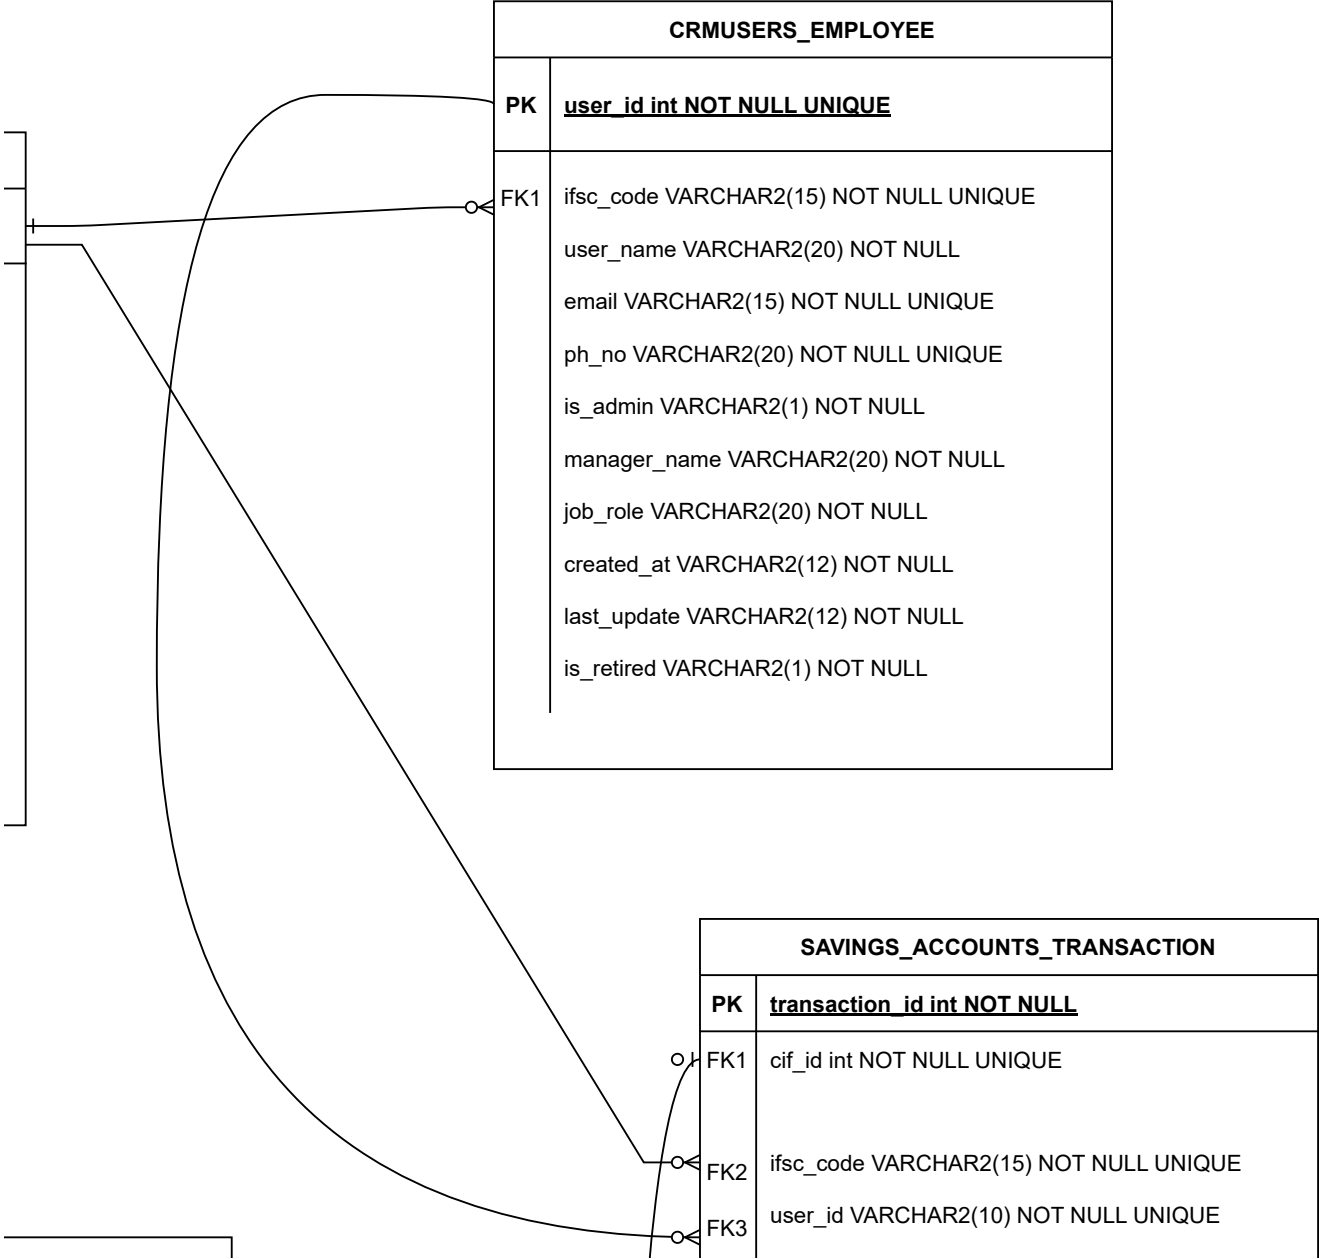 CRMUSERS_EMPLOYEE
PK user_id int NOT NULL UNIQUE
FK1 ifsc_code VARCHAR2(15) NOT NULL UNIQUE
user_name VARCHAR2(20) NOT NULL
email VARCHAR2(15) NOT NULL UNIQUE
ph_no VARCHAR2(20) NOT NULL UNIQUE
is_admin VARCHAR2(1) NOT NULL
manager_name VARCHAR2(20) NOT NULL
job_role VARCHAR2(20) NOT NULL
created_at VARCHAR2(12) NOT NULL
last_update VARCHAR2(12) NOT NULL
is_retired VARCHAR2(1) NOT NULL
SAVINGS_ACCOUNTS_TRANSACTION
PK transaction_id int NOT NULL
FK1 cif_id int NOT NULL UNIQUE
FK2 ifsc_code VARCHAR2(15) NOT NULL UNIQUE
FK3 user_id VARCHAR2(10) NOT NULL UNIQUE